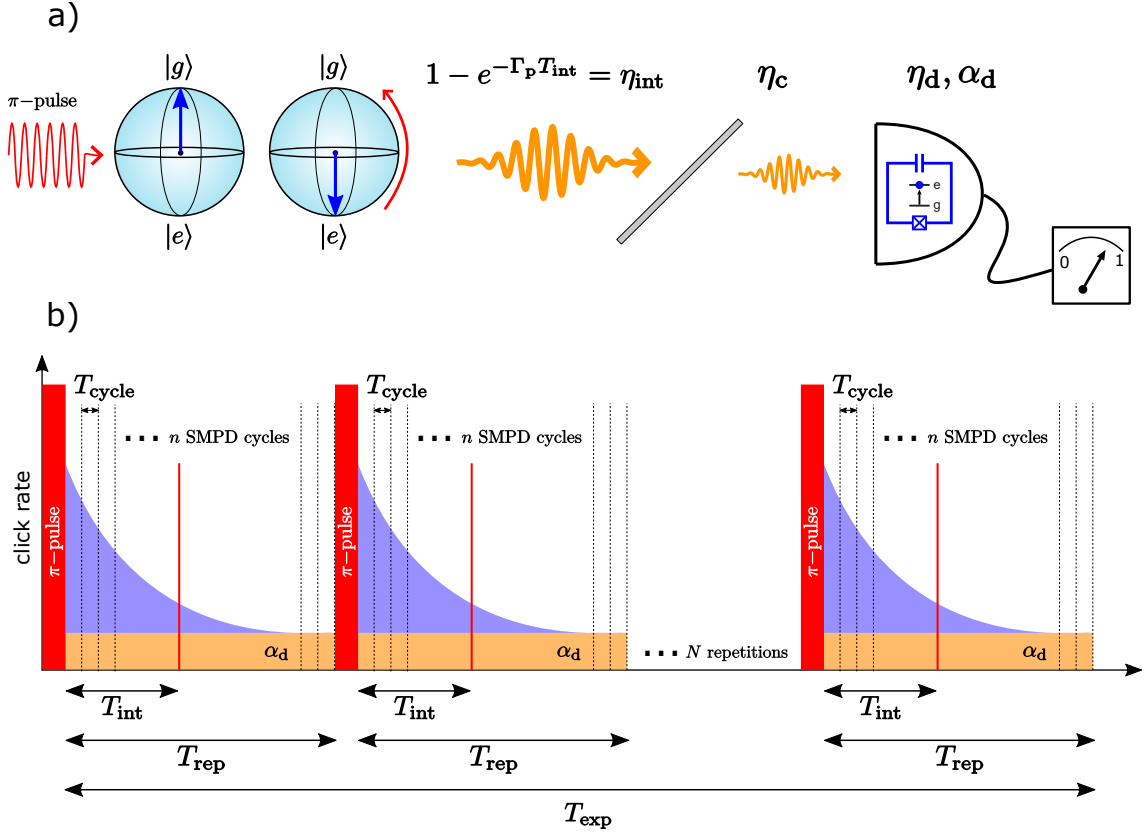 a)
|g⟩ |g⟩
π−pulse
|e⟩ |e⟩
1 − e^{−Γ_p T_int} = η_int
η_c
η_d, α_d
e
g
0 1
b)
click rate
π−pulse
T_cycle
n SMPD cycles
α_d
π−pulse
T_cycle
n SMPD cycles
α_d
N repetitions
π−pulse
T_cycle
n SMPD cycles
α_d
T_int T_int T_int
T_rep T_rep T_rep
T_exp